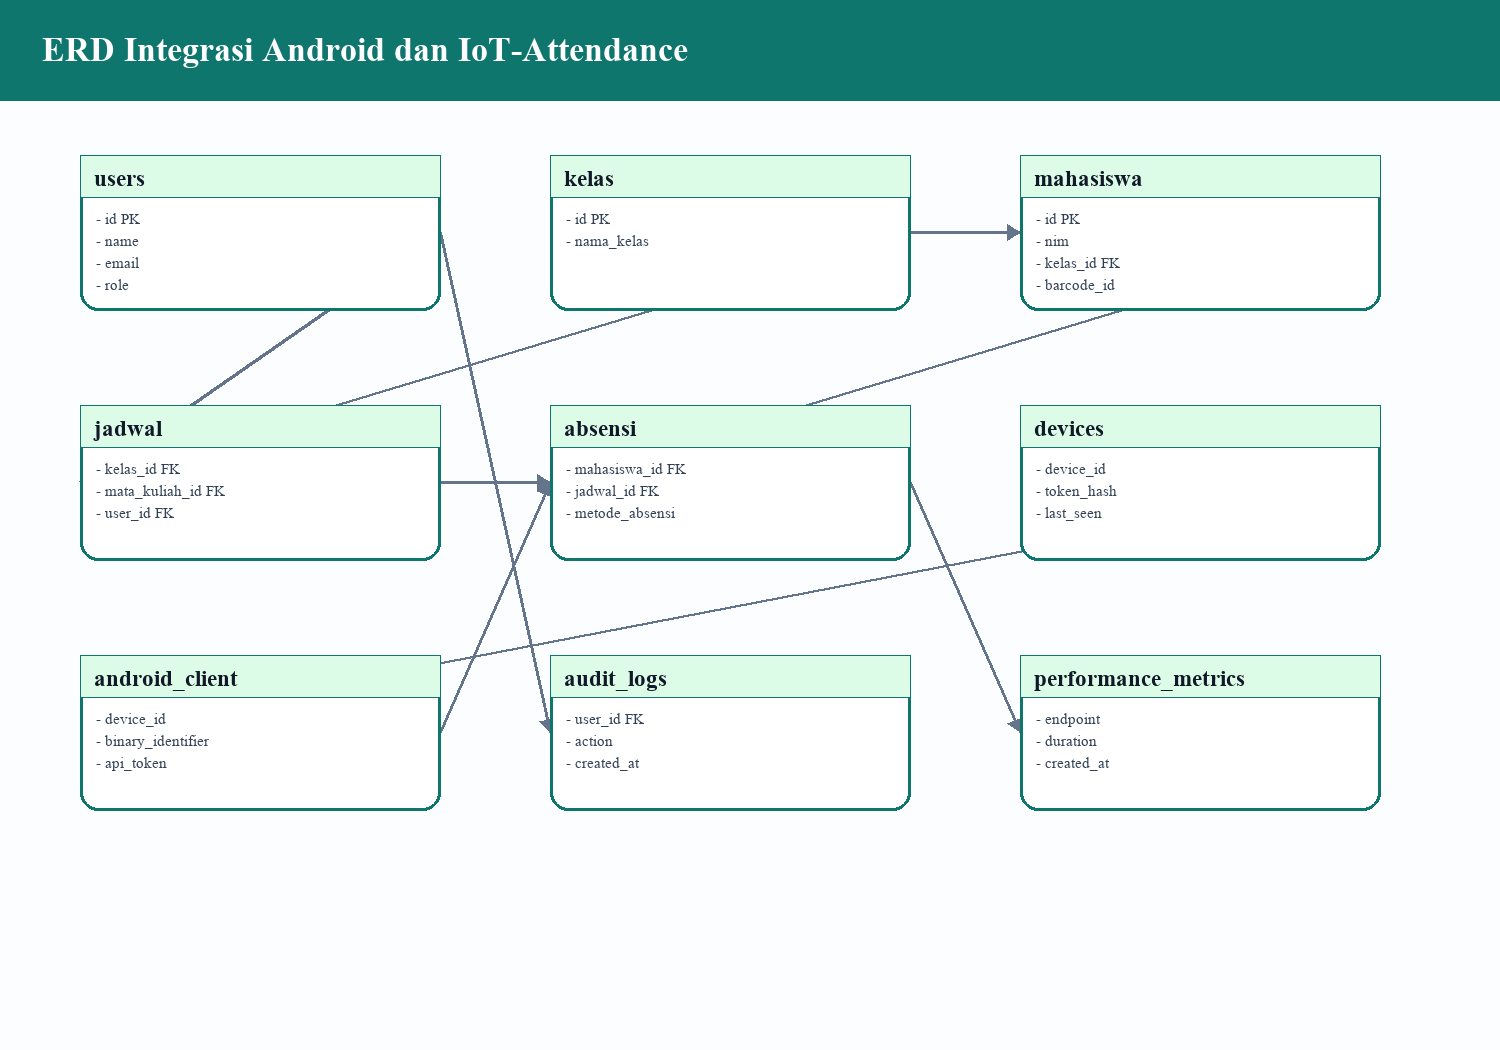 ERD Integrasi Android dan IoT-Attendance
users
- id PK
- name
- email
- role
kelas
- id PK
- nama_kelas
mahasiswa
- id PK
- nim
- kelas_id FK
- barcode_id
jadwal
- kelas_id FK
- mata_kuliah_id FK
- user_id FK
absensi
- mahasiswa_id FK
- jadwal_id FK
- metode_absensi
devices
- device_id
- token_hash
- last_seen
android_client
- device_id
- binary_identifier
- api_token
audit_logs
- user_id FK
- action
- created_at
performance_metrics
- endpoint
- duration
- created_at